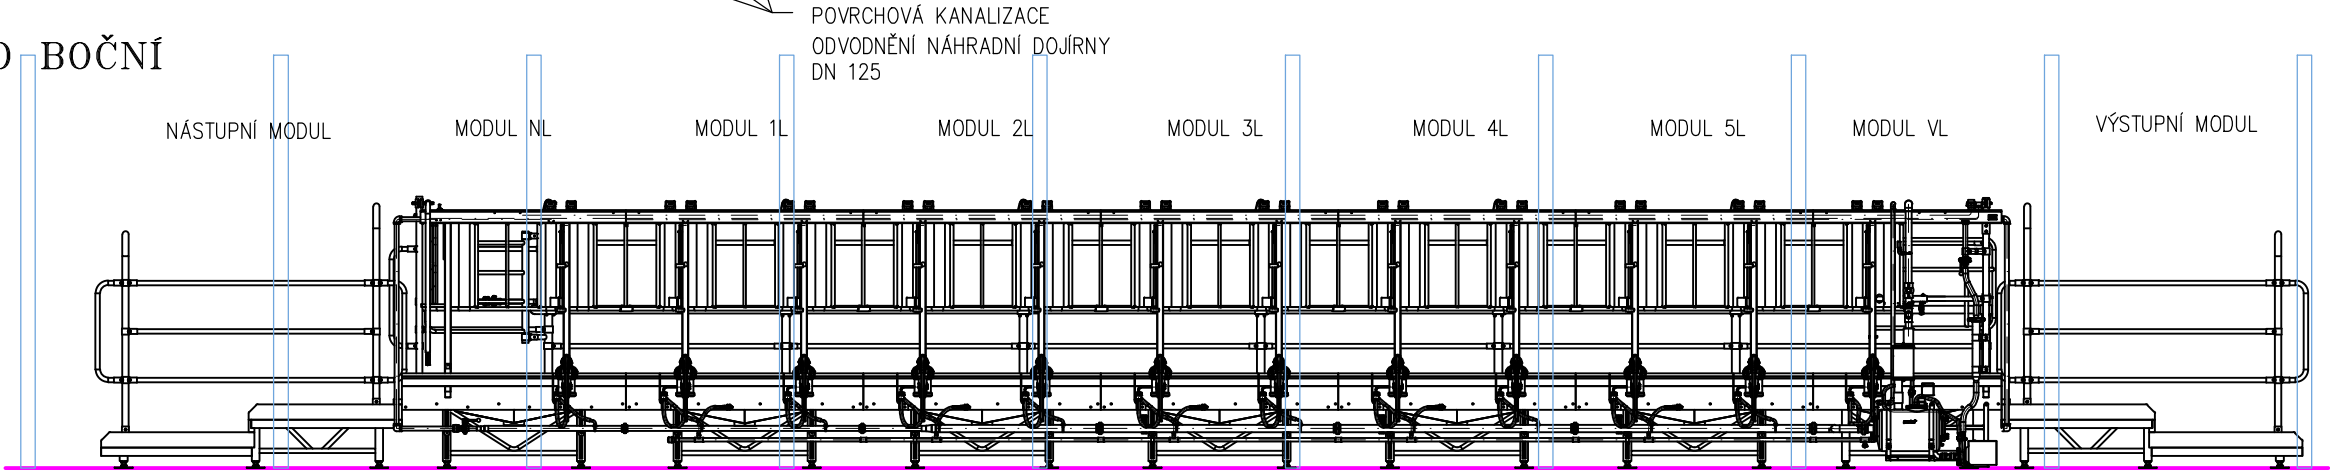 POVRCHOVÁ KANALIZACE
ODVODNĚNÍ NÁHRADNÍ DOJÍRNY
DN 125
BOČNÍ
NÁSTUPNÍ MODUL
MODUL NL
MODUL 1L
MODUL 2L
MODUL 3L
MODUL 4L
MODUL 5L
MODUL VL
VÝSTUPNÍ MODUL